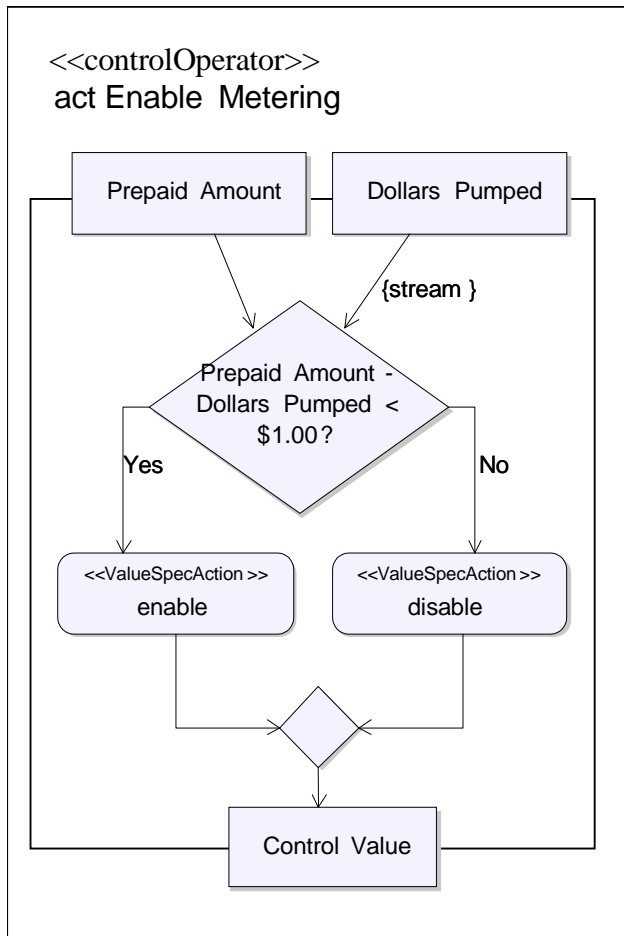 <<controlOperator>>
act Enable Metering
Prepaid Amount
Dollars Pumped
{stream }
Prepaid Amount -
Dollars Pumped <
$1.00?
Yes
No
<<ValueSpecAction >>
enable
<<ValueSpecAction >>
disable
Control Value